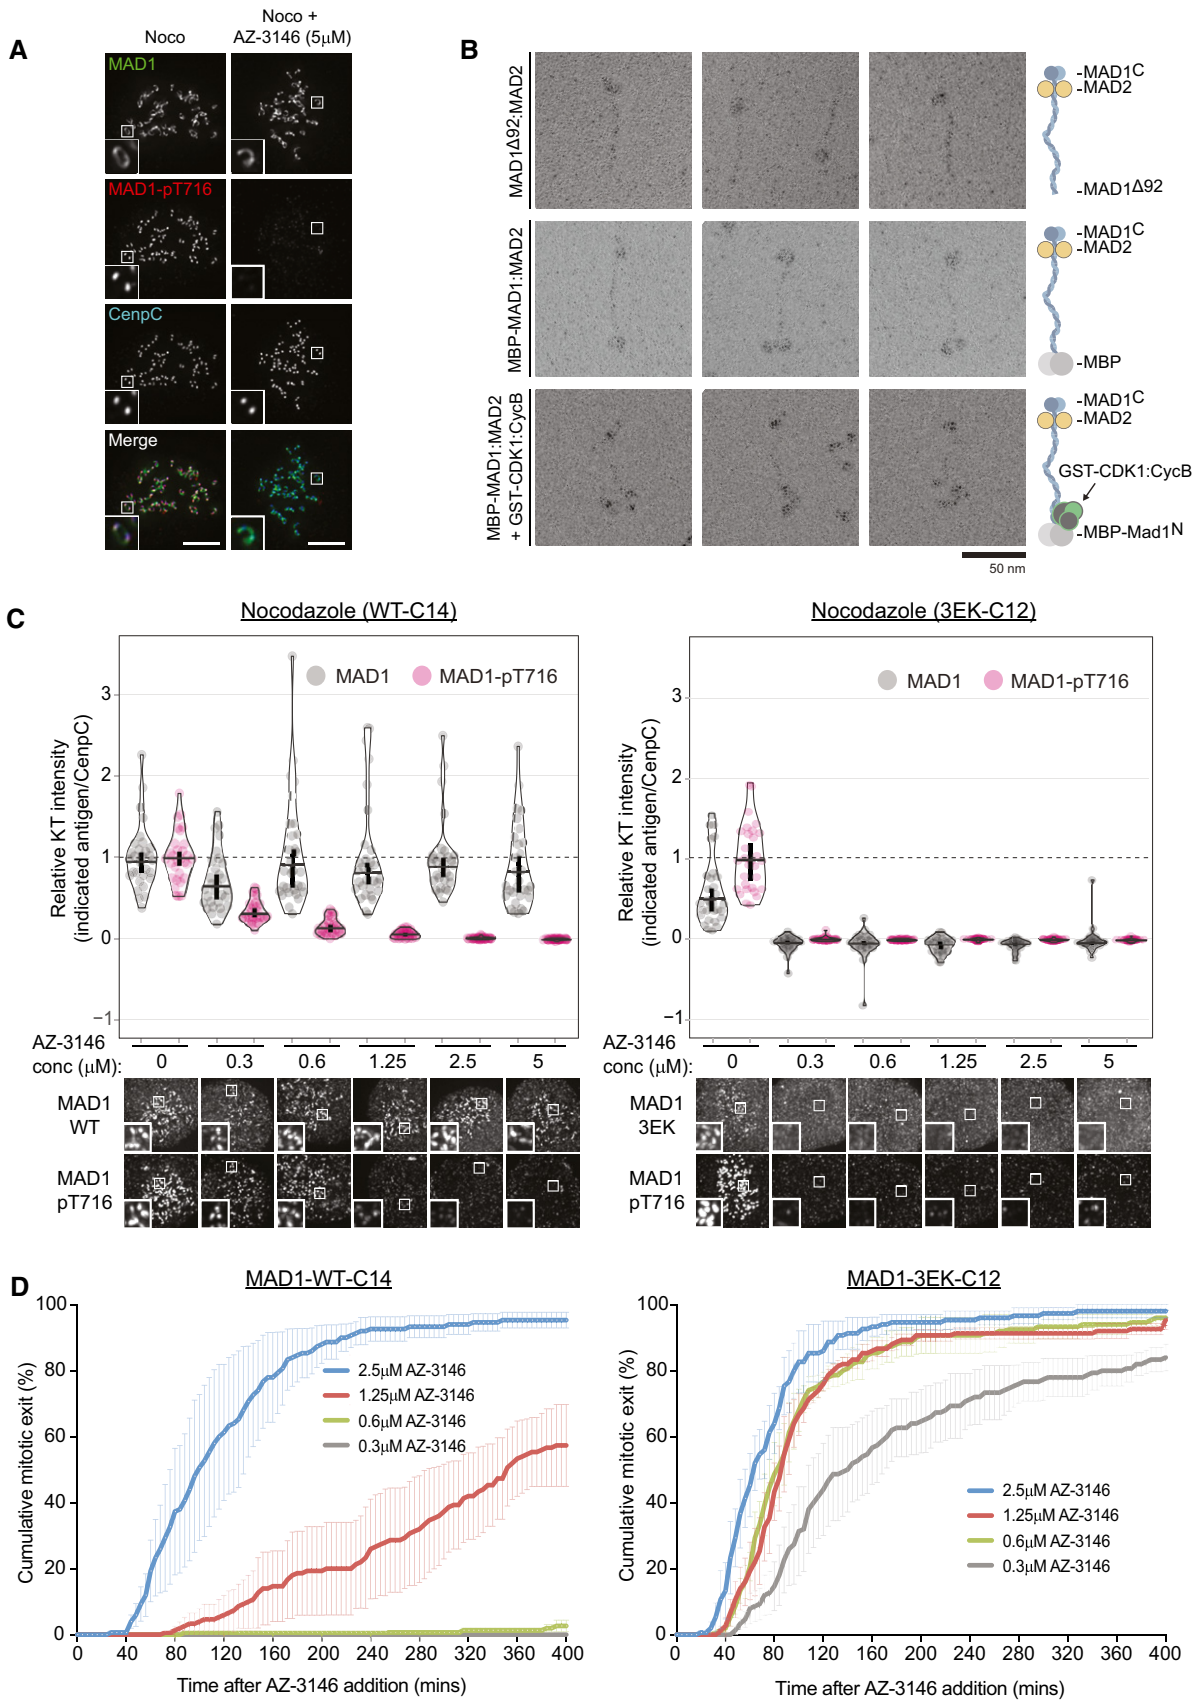 A
Noco
Noco +
AZ-3146 (5µM)
MAD1
MAD1-pT716
CenpC
Merge
B
MAD1Δ92:MAD2
MBP-MAD1:MAD2
MBP-MAD1:MAD2
+ GST-CDK1:CycB
-MAD1C
-MAD2
-MAD1Δ92
-MAD1C
-MAD2
-MBP
-MAD1C
-MAD2
GST-CDK1:CycB
-MBP-Mad1N
50 nm
C
Nocodazole (WT-C14)
MAD1
MAD1-pT716
Relative KT intensity
(indicated antigen/CenpC)
3
2
1
0
−1
AZ-3146
conc (µM):
0
0.3
0.6
1.25
2.5
5
MAD1
WT
MAD1
pT716
Nocodazole (3EK-C12)
MAD1
MAD1-pT716
Relative KT intensity
(indicated antigen/CenpC)
3
2
1
0
−1
AZ-3146
conc (µM):
0
0.3
0.6
1.25
2.5
5
MAD1
3EK
MAD1
pT716
D
MAD1-WT-C14
Cumulative mitotic exit (%)
100
80
60
40
20
0
2.5µM AZ-3146
1.25µM AZ-3146
0.6µM AZ-3146
0.3µM AZ-3146
0 40 80 120 160 200 240 280 320 360 400
Time after AZ-3146 addition (mins)
MAD1-3EK-C12
Cumulative mitotic exit (%)
100
80
60
40
20
0
2.5µM AZ-3146
1.25µM AZ-3146
0.6µM AZ-3146
0.3µM AZ-3146
0 40 80 120 160 200 240 280 320 360 400
Time after AZ-3146 addition (mins)